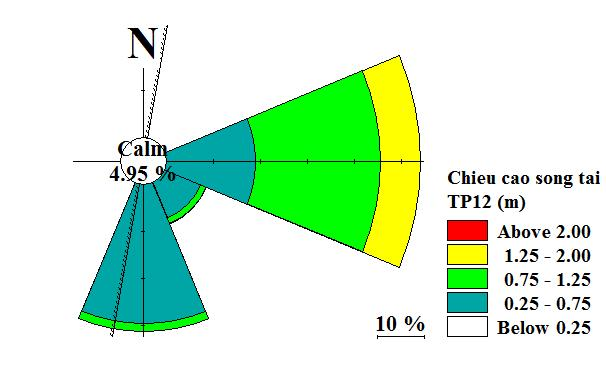 N
Calm
4.95 %
Chieu cao song tai
TP12 (m)
Above 2.00
1.25 - 2.00
0.75 - 1.25
0.25 - 0.75
Below 0.25
10 %